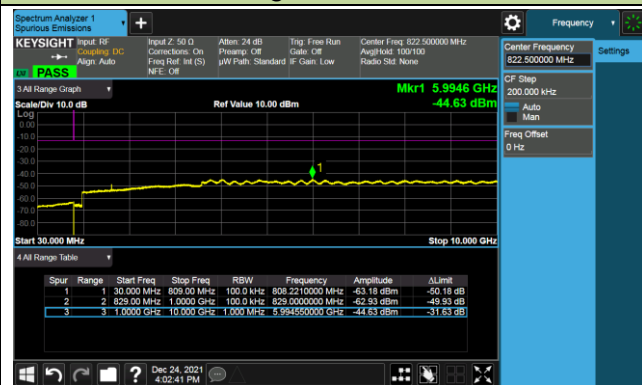 Spectrum Analyzer 1
Spurious Emissions
Frequency
KEYSIGHT Input: RF Input Z: 50 Ω Atten: 24 dB Trig: Free Run Center Freq: 822.500000 MHz
Coupling: DC Corrections: On Preamp: Off Gate: Off Avg|Hold: 100/100
Align: Auto Freq Ref: Int (S) µW Path: Standard IF Gain: Low Radio Std: None
NFE: Off
PASS
Center Frequency
822.500000 MHz
Settings
CF Step
200.000 kHz
Auto
Man
Freq Offset
0 Hz
3 All Range Graph
Mkr1 5.9946 GHz
Scale/Div 10.0 dB Ref Value 10.00 dBm -44.63 dBm
Log
0.00
-10.0
-20.0
-30.0
-40.0
-50.0
-60.0
-70.0
-80.0
1
Start 30.000 MHz Stop 10.000 GHz
4 All Range Table
Spur Range Start Freq Stop Freq RBW Frequency Amplitude ΔLimit
1 1 30.000 MHz 809.00 MHz 100.0 kHz 808.2210000 MHz -63.18 dBm -50.18 dB
2 2 829.00 MHz 1.0000 GHz 100.0 kHz 829.0000000 MHz -62.93 dBm -49.93 dB
3 3 1.0000 GHz 10.000 GHz 1.000 MHz 5.994550000 GHz -44.63 dBm -31.63 dB
Dec 24, 2021
4:02:41 PM